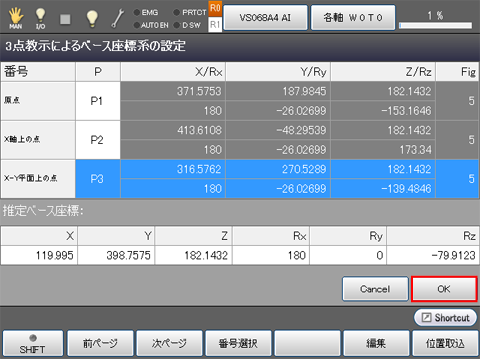 MAN I/O EMG PRTCT AUTO EN D SW R0 R1 VS068A4 AI 各軸 W0T0 1 %
3点教示によるベース座標系の設定
番号 P X/Rx Y/Ry Z/Rz Fig
原点 P1 371.5753 187.9845 182.1432 5
180 -26.02699 -153.1646
X軸上の点 P2 413.6108 -48.29539 182.1432 5
180 -26.02699 173.34
X-Y平面上の点 P3 316.5762 270.5289 182.1432 5
180 -26.02699 -139.4846
推定ベース座標:
X Y Z Rx Ry Rz
119.995 398.7575 182.1432 180 0 -79.9123
Cancel OK
Shortcut
SHIFT 前ページ 次ページ 番号選択 編集 位置取込